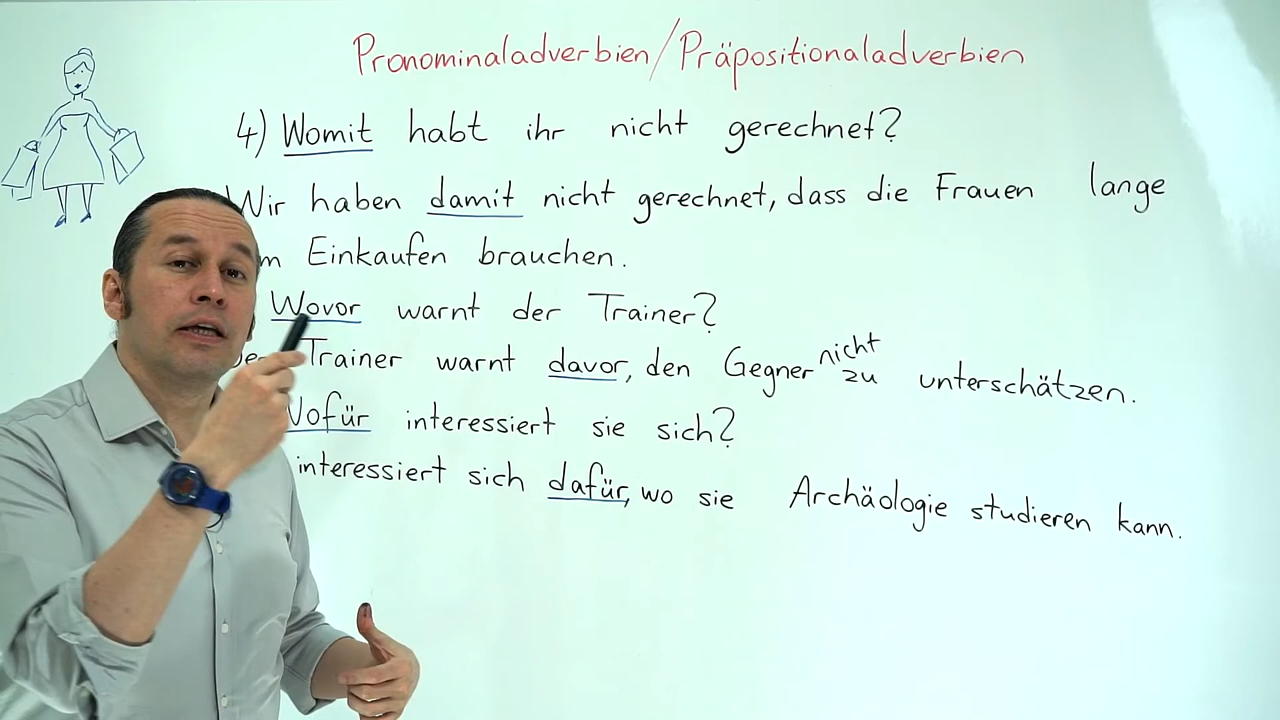 Pronominaladverbien/Präpositionaladverbien
4) Womit habt ihr nicht gerechnet?
Wir haben damit nicht gerechnet, dass die Frauen lange
Einkaufen brauchen.
Wovor warnt der Trainer?
Trainer warnt davor, den Gegner nicht zu unterschätzen.
Wofür interessiert sie sich?
interessiert sich dafür, wo sie Archäologie studieren kann.